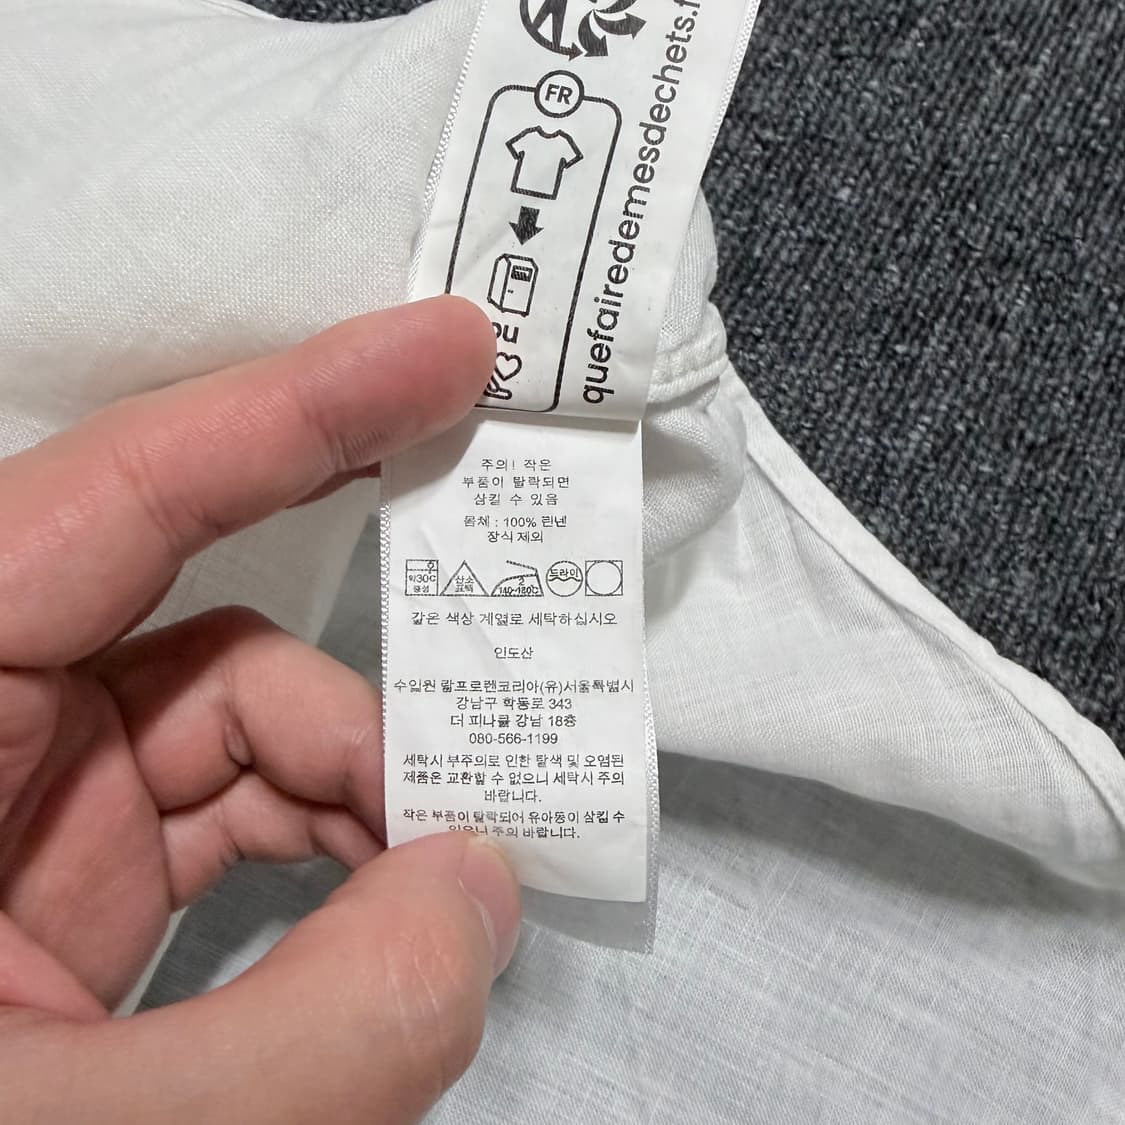 FR
quefairedemesdechets.f
주의! 작은
부품이 탈락되면
삼킬 수 있음
몸체 : 100% 린넨
장식제외
약30℃
중성
산소
표백
2
140~160℃
드라이
같은 색상 계열로 세탁하십시오
인도산
수입원 랄프로렌코리아(유)서울특별시
강남구 학동로 343
더 피나클 강남 18층
080-566-1199
세탁시 부주의로 인한 탈색 및 오염된
제품은 교환할 수 없으니 세탁시 주의
바랍니다.
작은 부품이 탈락되어 유아동이 삼킬 수
있으니 주의 바랍니다.